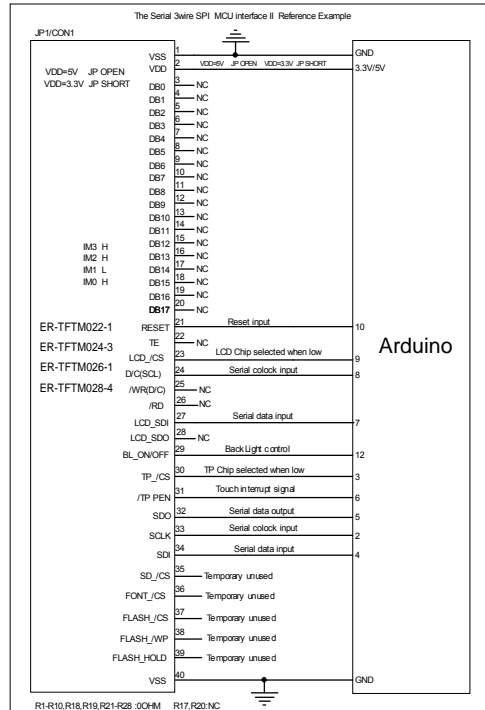 The Serial 3wire SPI MCU interface II Reference Example
JP1/CON1
VSS 1 GND
VDD 2 VDD=5V JP OPEN VDD=3.3V JP SHORT 3.3V/5V
VDD=5V JP OPEN
VDD=3.3V JP SHORT
DB0 3 NC
DB1 4 NC
DB2 5 NC
DB3 6 NC
DB4 7 NC
DB5 8 NC
DB6 9 NC
DB7 10 NC
DB8 11 NC
DB9 12 NC
DB10 13 NC
DB11 14 NC
IM3 H DB12 15 NC
IM2 H DB13 16 NC
IM1 L DB14 17 NC
IM0 H DB15 18 NC
DB16 19 NC
DB17 20 NC
ER-TFTM022-1 RESET 21 Reset input 10
ER-TFTM024-3 TE 22 NC
Arduino
LCD_/CS 23 LCD Chip selected when low 9
ER-TFTM026-1 D/C(SCL) 24 Serial colock input 8
ER-TFTM028-4 /WR(D/C) 25 NC
/RD 26 NC
LCD_SDI 27 Serial data input 7
LCD_SDO 28 NC
BL_ON/OFF 29 BackLight control 12
TP_/CS 30 TP Chip selected when low 3
/TP PEN 31 Touch interrupt signal 6
SDO 32 Serial data output 5
SCLK 33 Serial colock input 2
SDI 34 Serial data input 4
SD_/CS 35 Temporary unused
FONT_/CS 36 Temporary unused
FLASH_/CS 37 Temporary unused
FLASH_/WP 38 Temporary unused
FLASH_HOLD 39 Temporary unused
VSS 40 GND
R1-R10,R18,R19,R21-R28 :0OHM R17,R20:NC